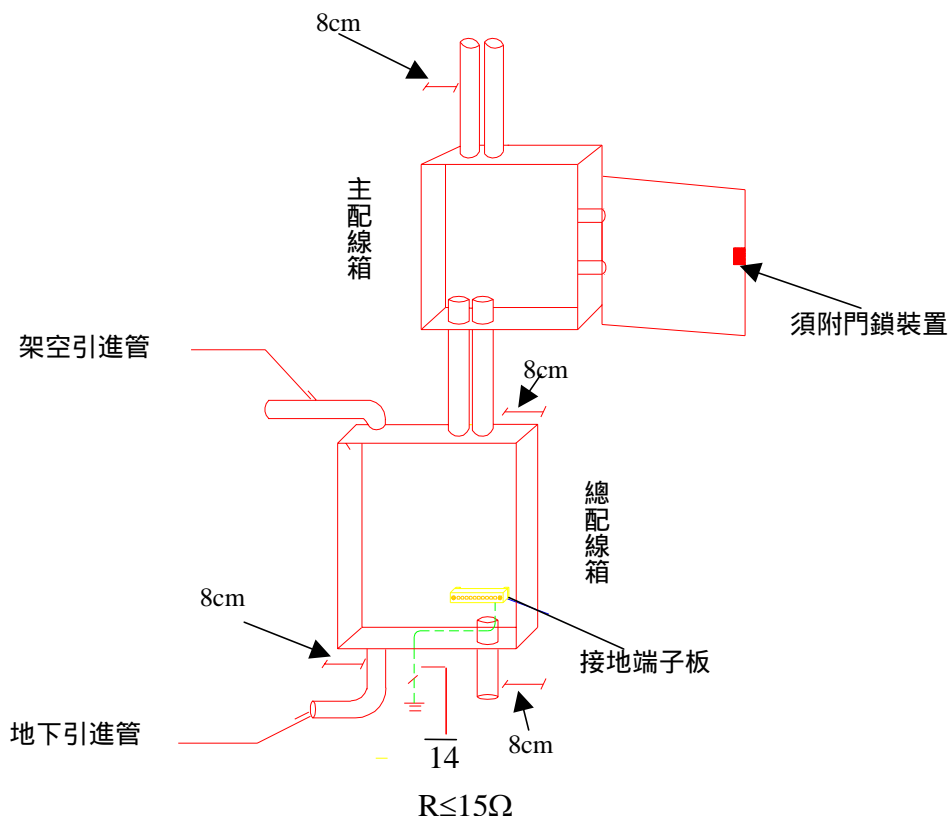 8cm
主配線箱
須附門鎖裝置
架空引進管
8cm
總配線箱
8cm
接地端子板
地下引進管
8cm
14
R≤15Ω